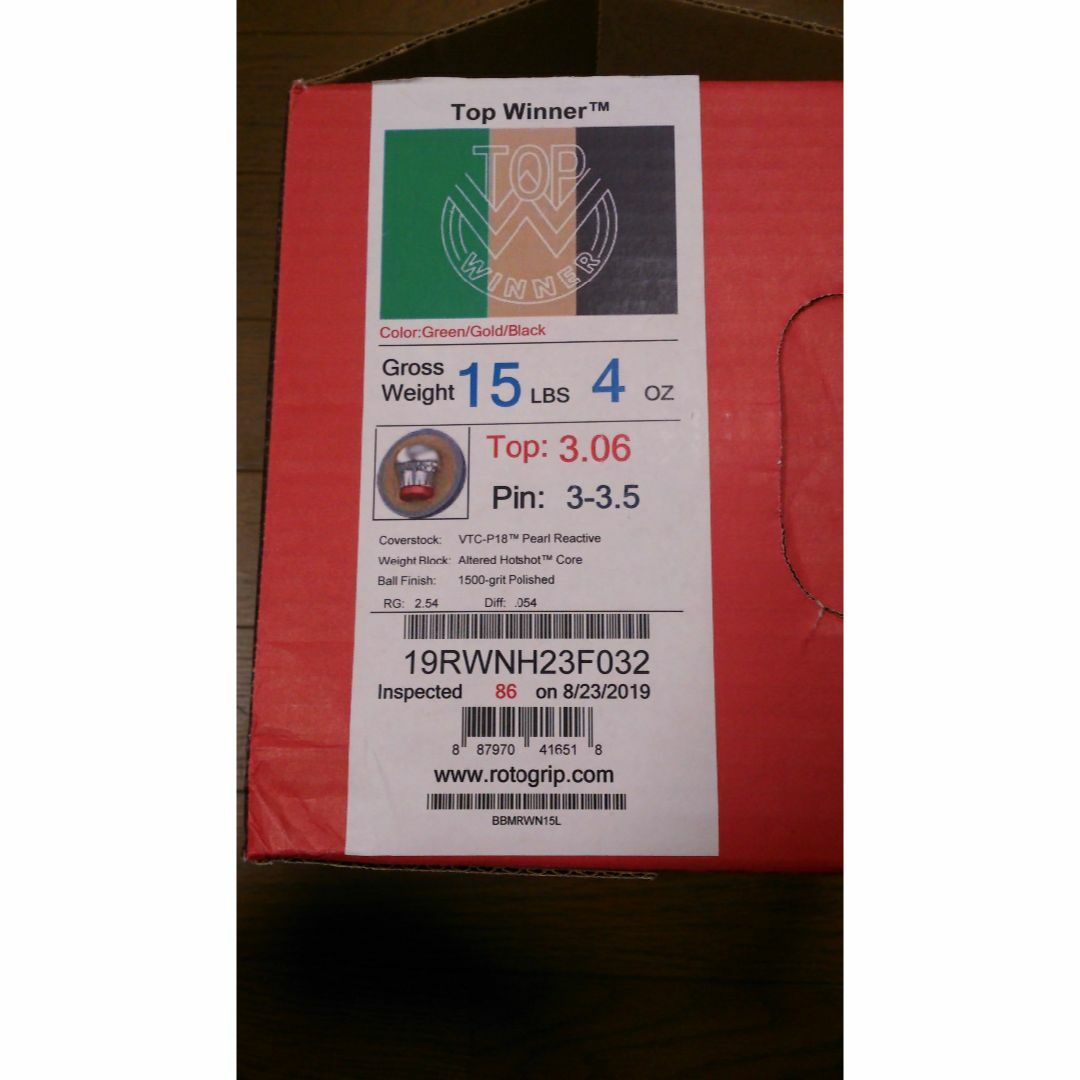 Top Winner™
TOP
WINNER
Color:Green/Gold/Black
Gross Weight 15 LBS 4 OZ
Top: 3.06
Pin: 3-3.5
Coverstock: VTC-P18™ Pearl Reactive
Weight Block: Altered Hotshot™ Core
Ball Finish: 1500-grit Polished
RG: 2.54 Diff: .054
19RWNH23F032
Inspected 86 on 8/23/2019
8 87970 41651 8
www.rotogrip.com
BBMRWN15L